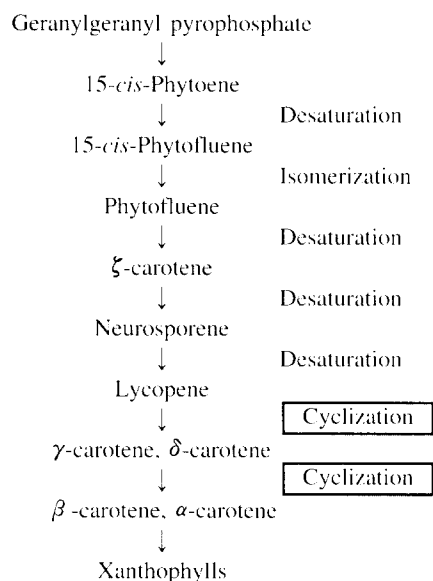 Geranylgeranyl pyrophosphate
↓
15-cis-Phytoene
↓ Desaturation
15-cis-Phytofluene
↓ Isomerization
Phytofluene
↓ Desaturation
ζ-carotene
↓ Desaturation
Neurosporene
↓ Desaturation
Lycopene
↓ Cyclization
γ-carotene, δ-carotene
↓ Cyclization
β-carotene, α-carotene
↓
Xanthophylls